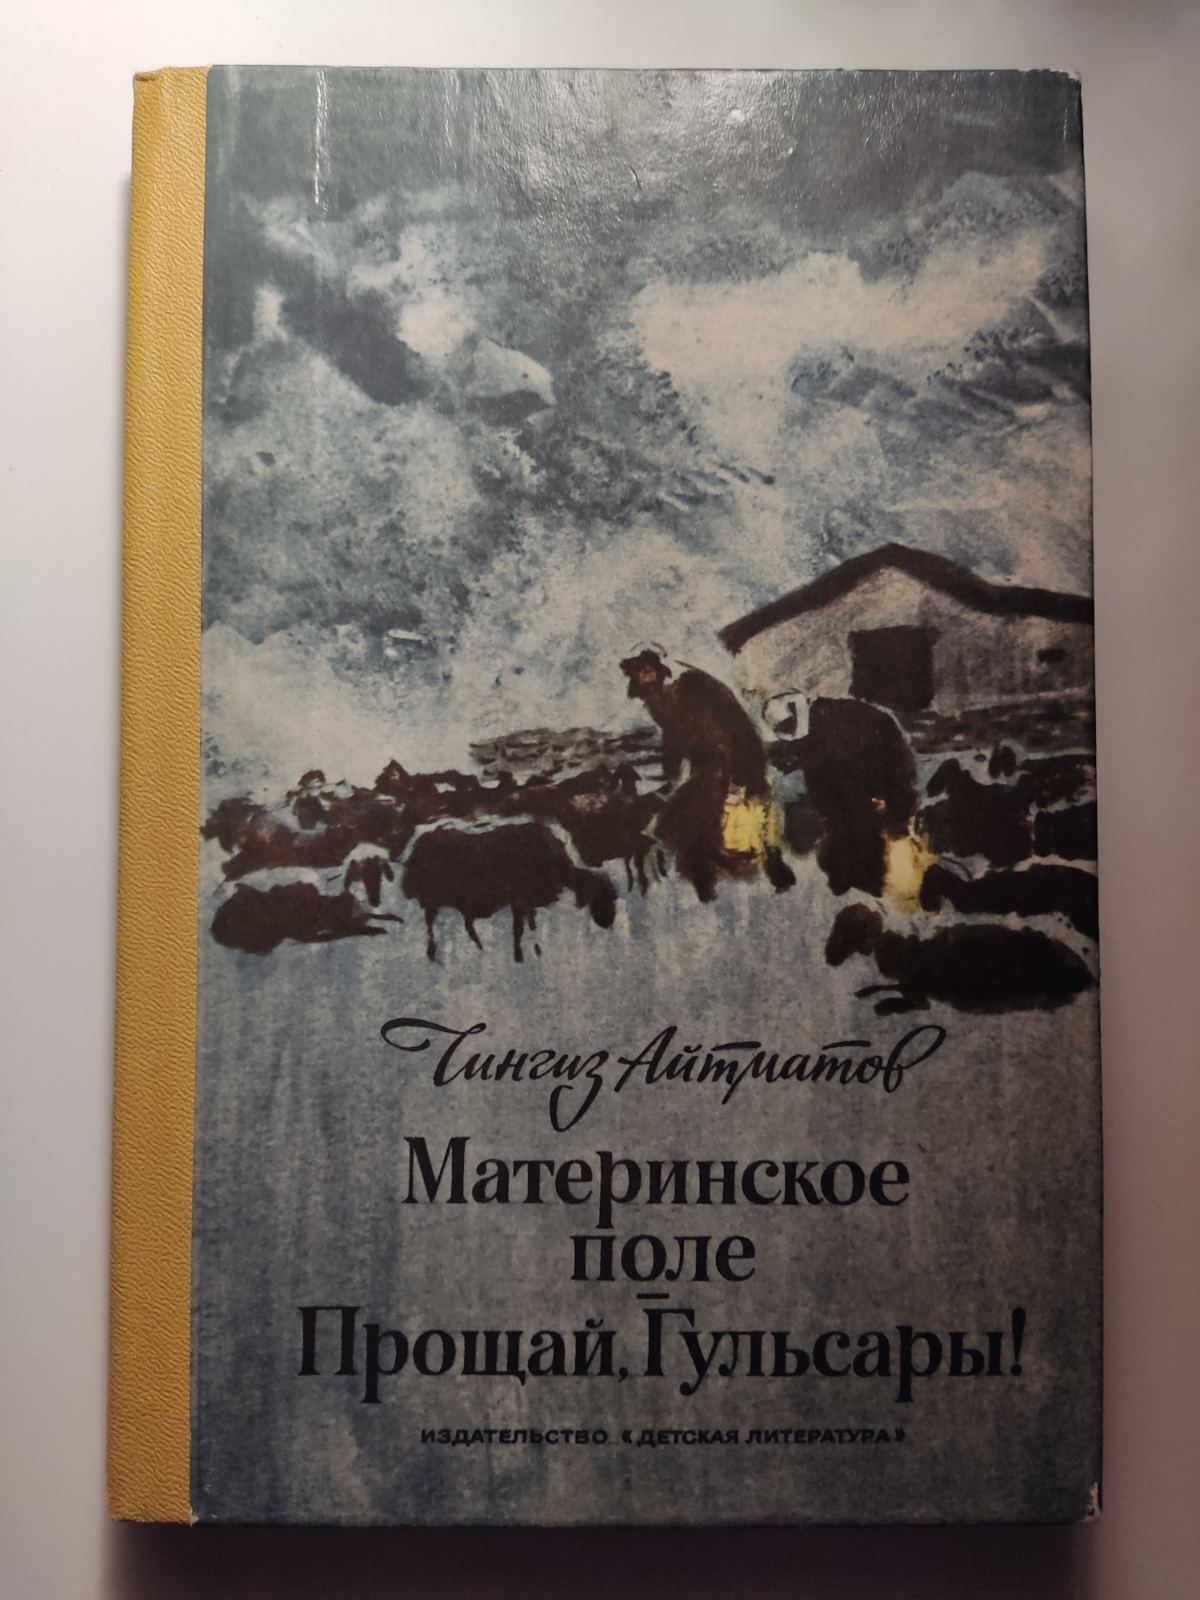 Чингиз Айтматов
Материнское
поле
–
Прощай, Гульсары!
ИЗДАТЕЛЬСТВО «ДЕТСКАЯ ЛИТЕРАТУРА»